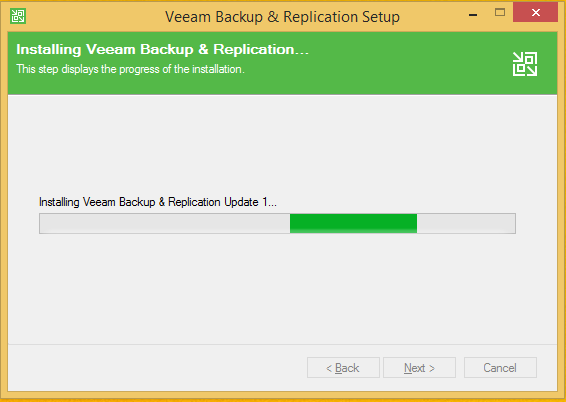 Veeam Backup & Replication Setup
Installing Veeam Backup & Replication...
This step displays the progress of the installation.
Installing Veeam Backup & Replication Update 1...
< Back
Next >
Cancel